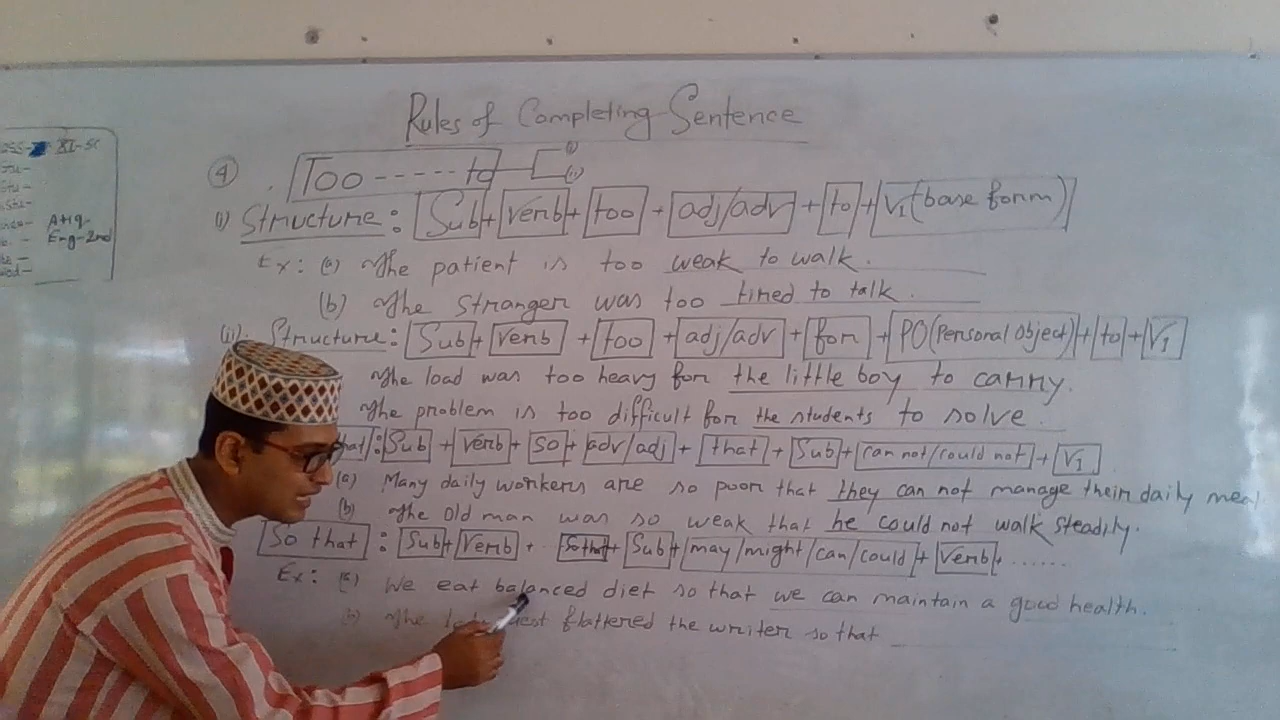 Rules of Completing Sentence
④ Too ----- to (i) (ii)
(i) Structure : Sub + verb + too + adj/adv + to + V1 (base form)
Ex : (a) The patient is too weak to walk .
(b) The stranger was too tired to talk .
(ii) Structure : Sub + verb + too + adj/adv + for + PO (Personal Object) + to + V1
The load was too heavy for the little boy to carry.
The problem is too difficult for the students to solve .
hat : Sub + verb + so + adv/adj + that + Sub + can not/could not + V1
(a) Many daily workers are so poor that they can not manage their daily meal
(b) The old man was so weak that he could not walk steadily.
So that : Sub + Verb + So that + Sub + may/might/can/could + Verb + ......
Ex : (a) We eat balanced diet so that we can maintain a good health.
(b) The flattered the writer so that
XI-Sc
Atiq-
Eng-2nd